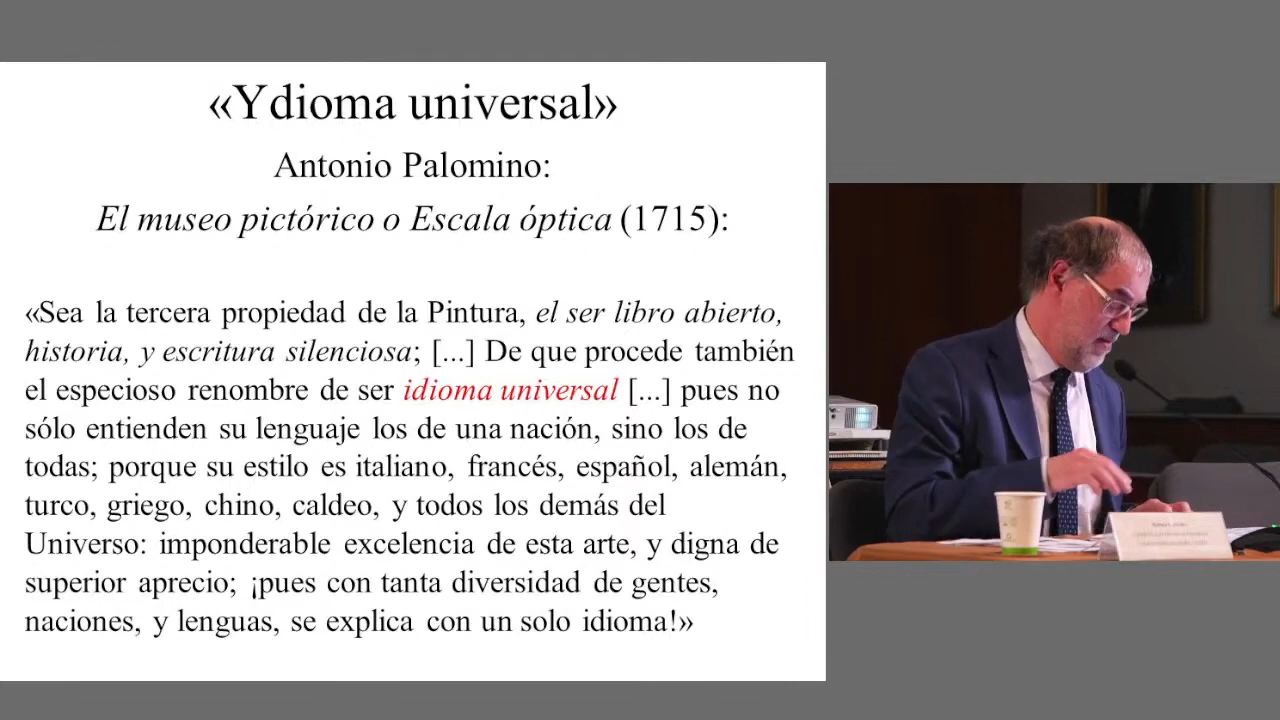 «Ydioma universal»
Antonio Palomino:
El museo pictórico o Escala óptica (1715):
«Sea la tercera propiedad de la Pintura, el ser libro abierto,
historia, y escritura silenciosa; [...] De que procede también
el especioso renombre de ser idioma universal [...] pues no
sólo entienden su lenguaje los de una nación, sino los de
todas; porque su estilo es italiano, francés, español, alemán,
turco, griego, chino, caldeo, y todos los demás del
Universo: imponderable excelencia de esta arte, y digna de
superior aprecio; ¡pues con tanta diversidad de gentes,
naciones, y lenguas, se explica con un solo idioma!»